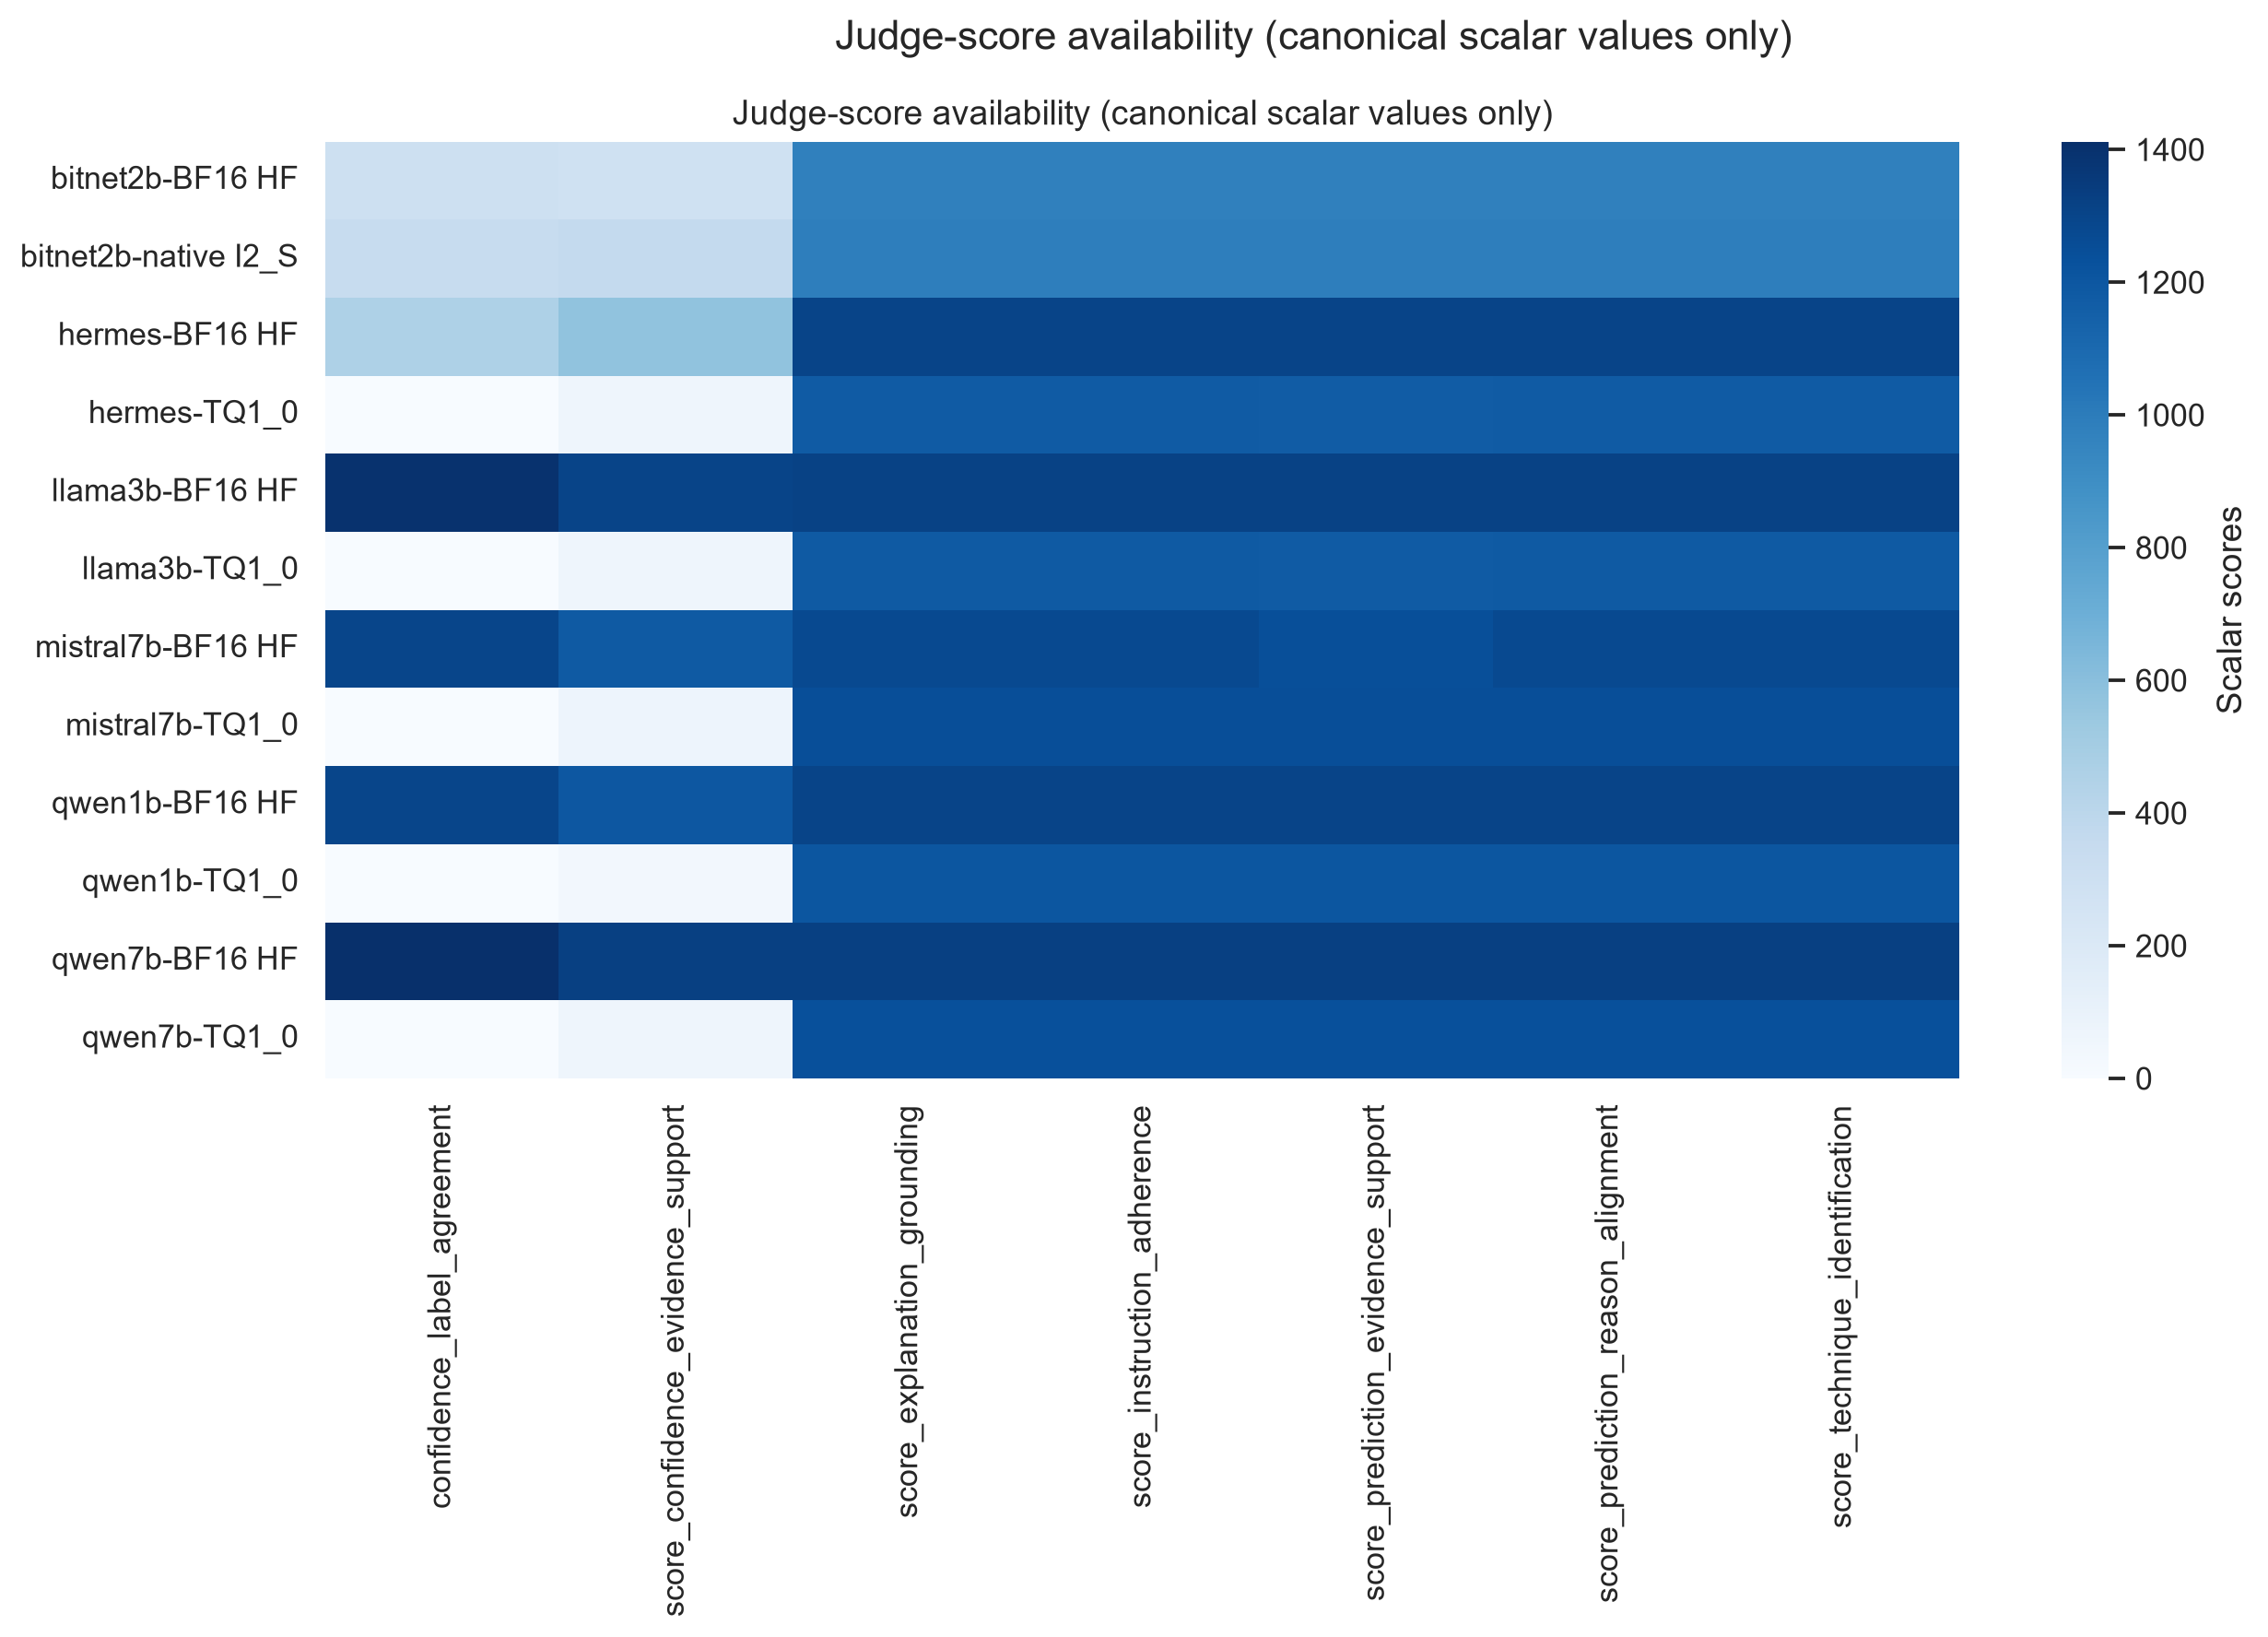 Judge-score availability (canonical scalar values only)
Judge-score availability (canonical scalar values only)
bitnet2b-BF16 HF
bitnet2b-native I2_S
hermes-BF16 HF
hermes-TQ1_0
llama3b-BF16 HF
llama3b-TQ1_0
mistral7b-BF16 HF
mistral7b-TQ1_0
qwen1b-BF16 HF
qwen1b-TQ1_0
qwen7b-BF16 HF
qwen7b-TQ1_0
confidence_label_agreement
score_confidence_evidence_support
score_explanation_grounding
score_instruction_adherence
score_prediction_evidence_support
score_prediction_reason_alignment
score_technique_identification
1400
1200
1000
800
600
400
200
0
Scalar scores